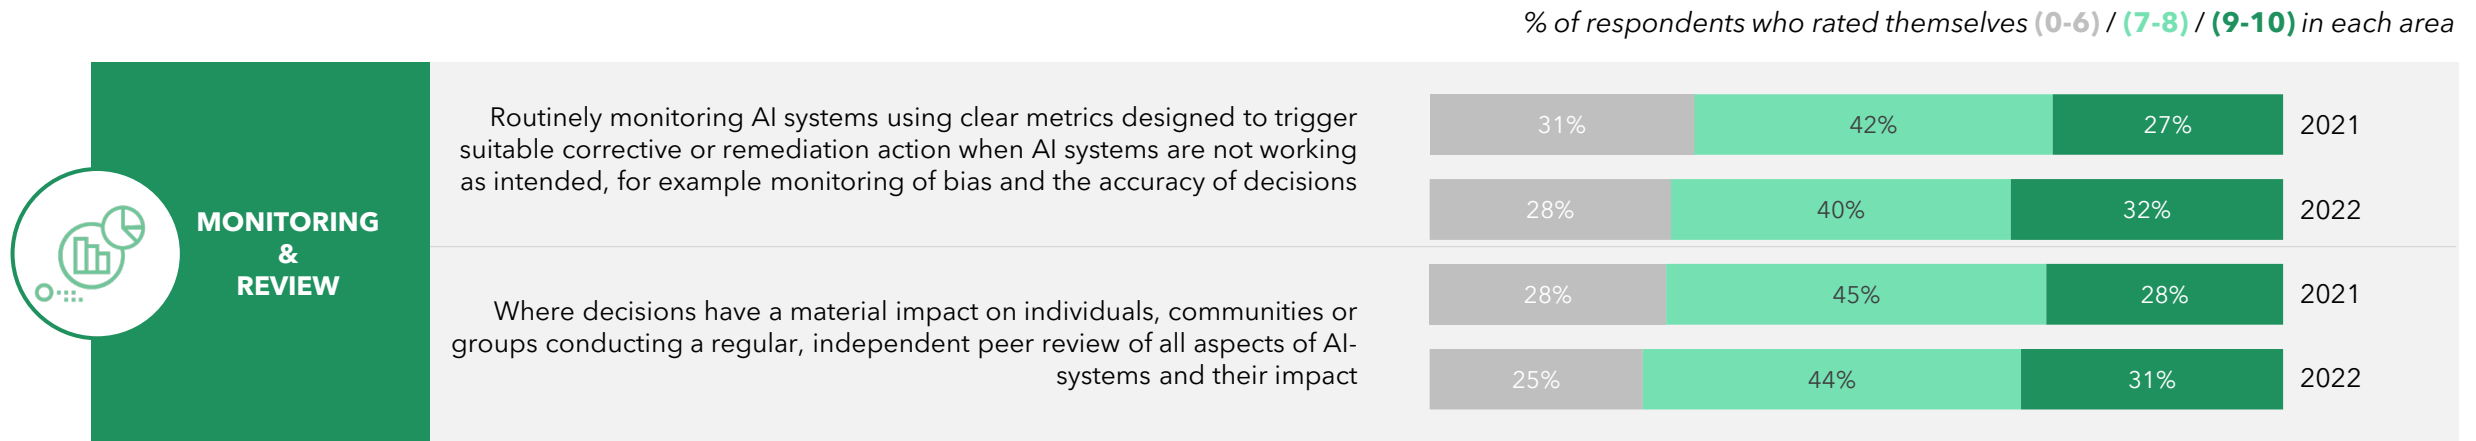 % of respondents who rated themselves (0-6) / (7-8) / (9-10) in each area
MONITORING
&
REVIEW
Routinely monitoring AI systems using clear metrics designed to trigger
suitable corrective or remediation action when AI systems are not working
as intended, for example monitoring of bias and the accuracy of decisions
31% 42% 27% 2021
28% 40% 32% 2022
Where decisions have a material impact on individuals, communities or
groups conducting a regular, independent peer review of all aspects of AI-
systems and their impact
28% 45% 28% 2021
25% 44% 31% 2022